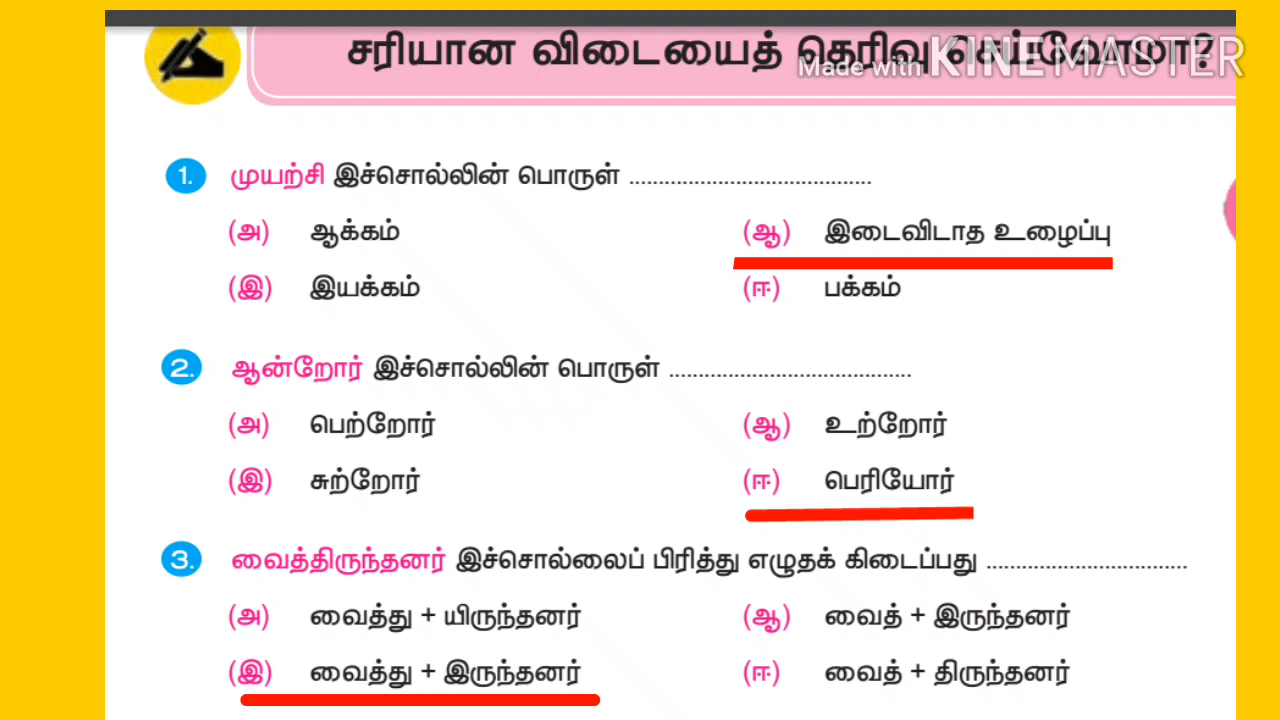 சரியான விடையைத் தெரிவு செய்வோமா?
Made with KINEMASTER
1. முயற்சி இச்சொல்லின் பொருள் .........................................
(அ) ஆக்கம் (ஆ) இடைவிடாத உழைப்பு
(இ) இயக்கம் (ஈ) பக்கம்
2. ஆன்றோர் இச்சொல்லின் பொருள் .........................................
(அ) பெற்றோர் (ஆ) உற்றோர்
(இ) சுற்றோர் (ஈ) பெரியோர்
3. வைத்திருந்தனர் இச்சொல்லைப் பிரித்து எழுதக் கிடைப்பது ..................................
(அ) வைத்து + யிருந்தனர் (ஆ) வைத் + இருந்தனர்
(இ) வைத்து + இருந்தனர் (ஈ) வைத் + திருந்தனர்